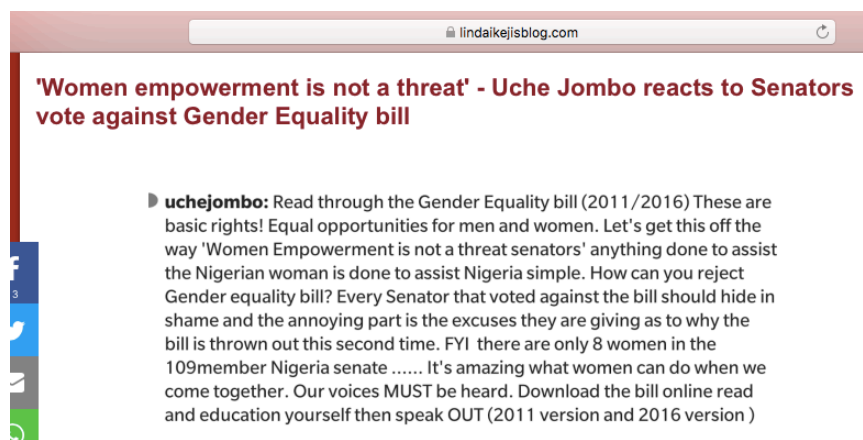 lindaikejisblog.com
'Women empowerment is not a threat' - Uche Jombo reacts to Senators
vote against Gender Equality bill
uchejombo: Read through the Gender Equality bill (2011/2016) These are
basic rights! Equal opportunities for men and women. Let's get this off the
way 'Women Empowerment is not a threat senators' anything done to assist
the Nigerian woman is done to assist Nigeria simple. How can you reject
Gender equality bill? Every Senator that voted against the bill should hide in
shame and the annoying part is the excuses they are giving as to why the
bill is thrown out this second time. FYI there are only 8 women in the
109member Nigeria senate ...... It's amazing what women can do when we
come together. Our voices MUST be heard. Download the bill online read
and education yourself then speak OUT (2011 version and 2016 version )
3